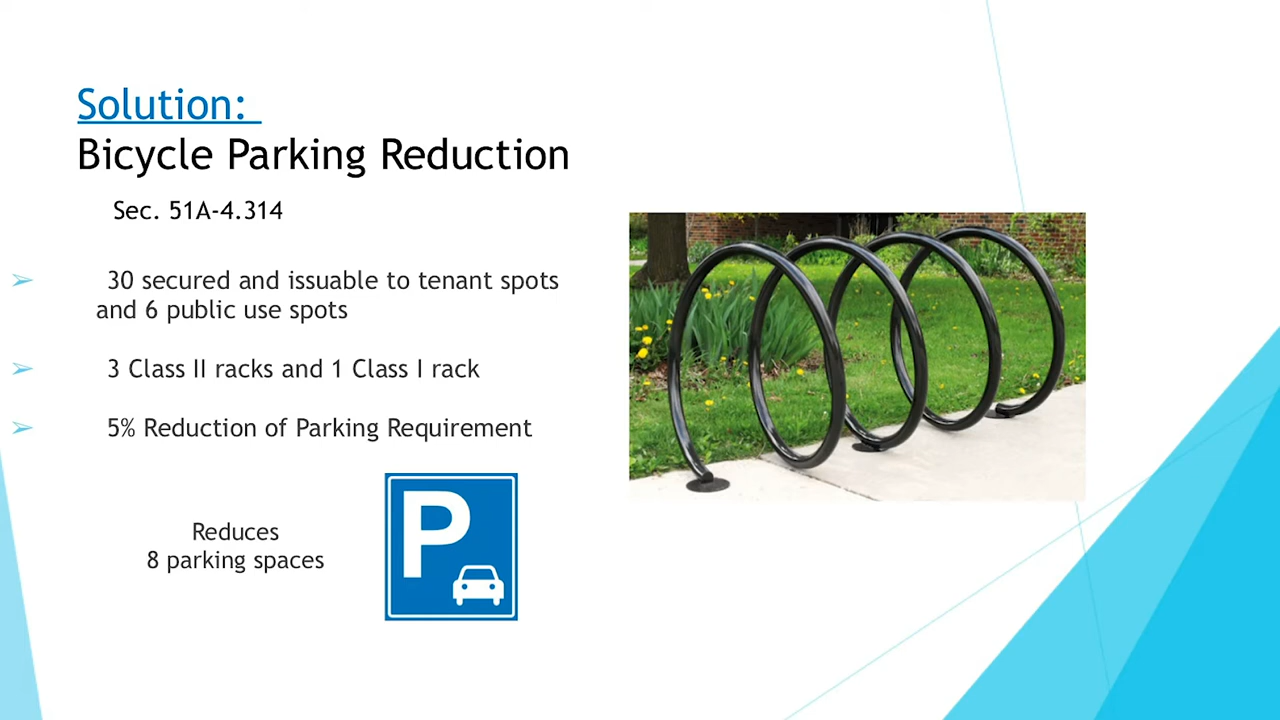 Solution:
Bicycle Parking Reduction
Sec. 51A-4.314
➢ 30 secured and issuable to tenant spots
and 6 public use spots
➢ 3 Class II racks and 1 Class I rack
➢ 5% Reduction of Parking Requirement
Reduces
8 parking spaces
P